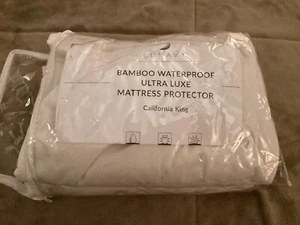 BAMBOO WATERPROOF
ULTRA LUXE
MATTRESS PROTECTOR
California King